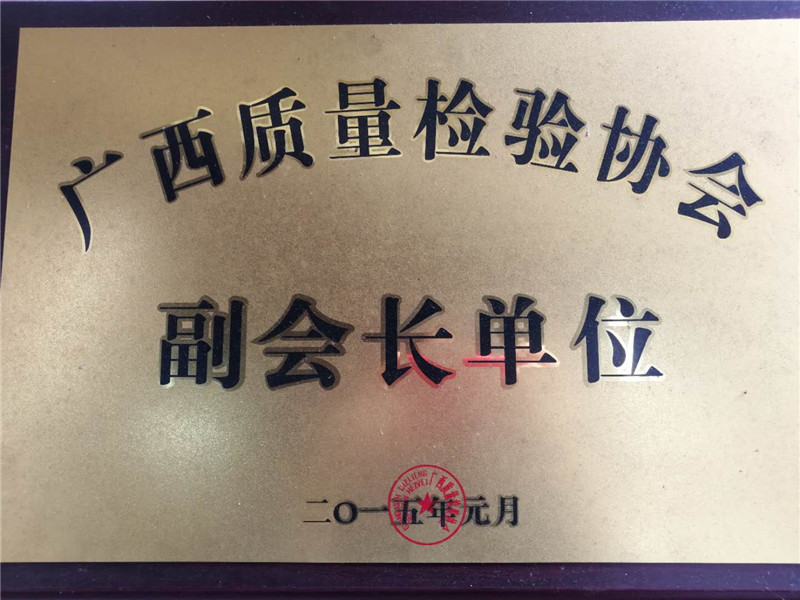 广西质量检验协会
副会长单位
二〇一五年元月